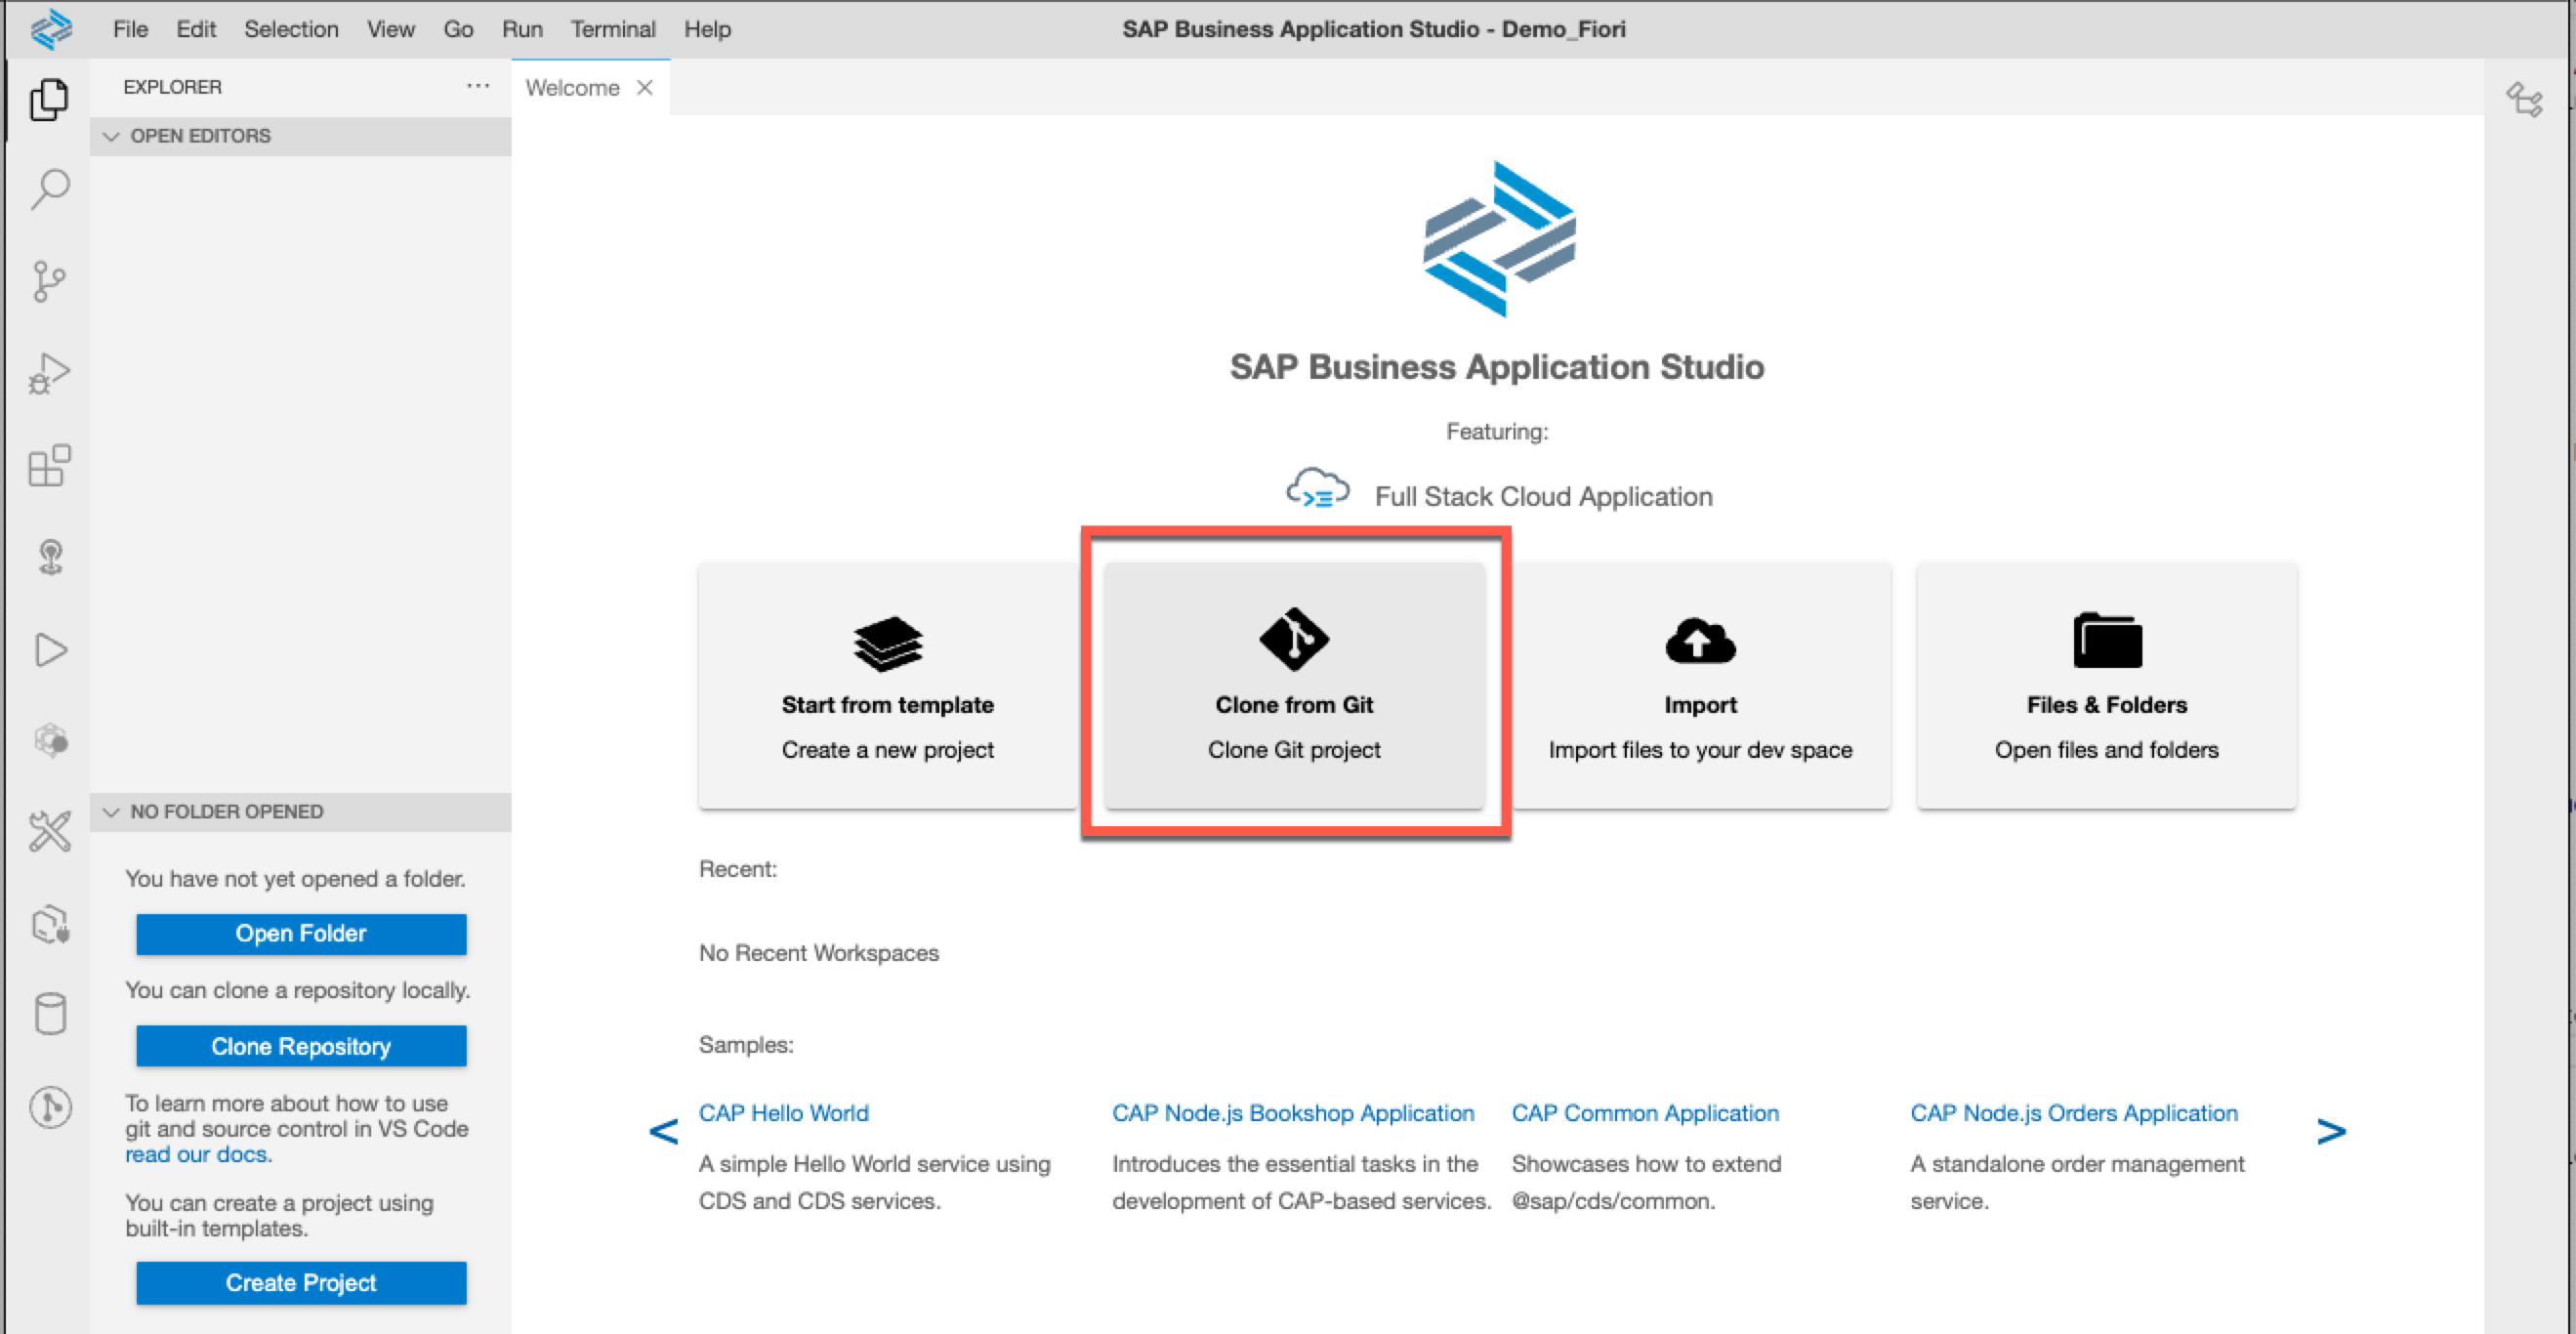 File Edit Selection View Go Run Terminal Help
SAP Business Application Studio - Demo_Fiori
EXPLORER
Welcome
OPEN EDITORS
NO FOLDER OPENED
You have not yet opened a folder.
Open Folder
You can clone a repository locally.
Clone Repository
To learn more about how to use
git and source control in VS Code
read our docs.
You can create a project using
built-in templates.
Create Project
SAP Business Application Studio
Featuring:
Full Stack Cloud Application
Start from template
Create a new project
Clone from Git
Clone Git project
Import
Import files to your dev space
Files & Folders
Open files and folders
Recent:
No Recent Workspaces
Samples:
CAP Hello World
A simple Hello World service using
CDS and CDS services.
CAP Node.js Bookshop Application
Introduces the essential tasks in the
development of CAP-based services.
CAP Common Application
Showcases how to extend
@sap/cds/common.
CAP Node.js Orders Application
A standalone order management
service.